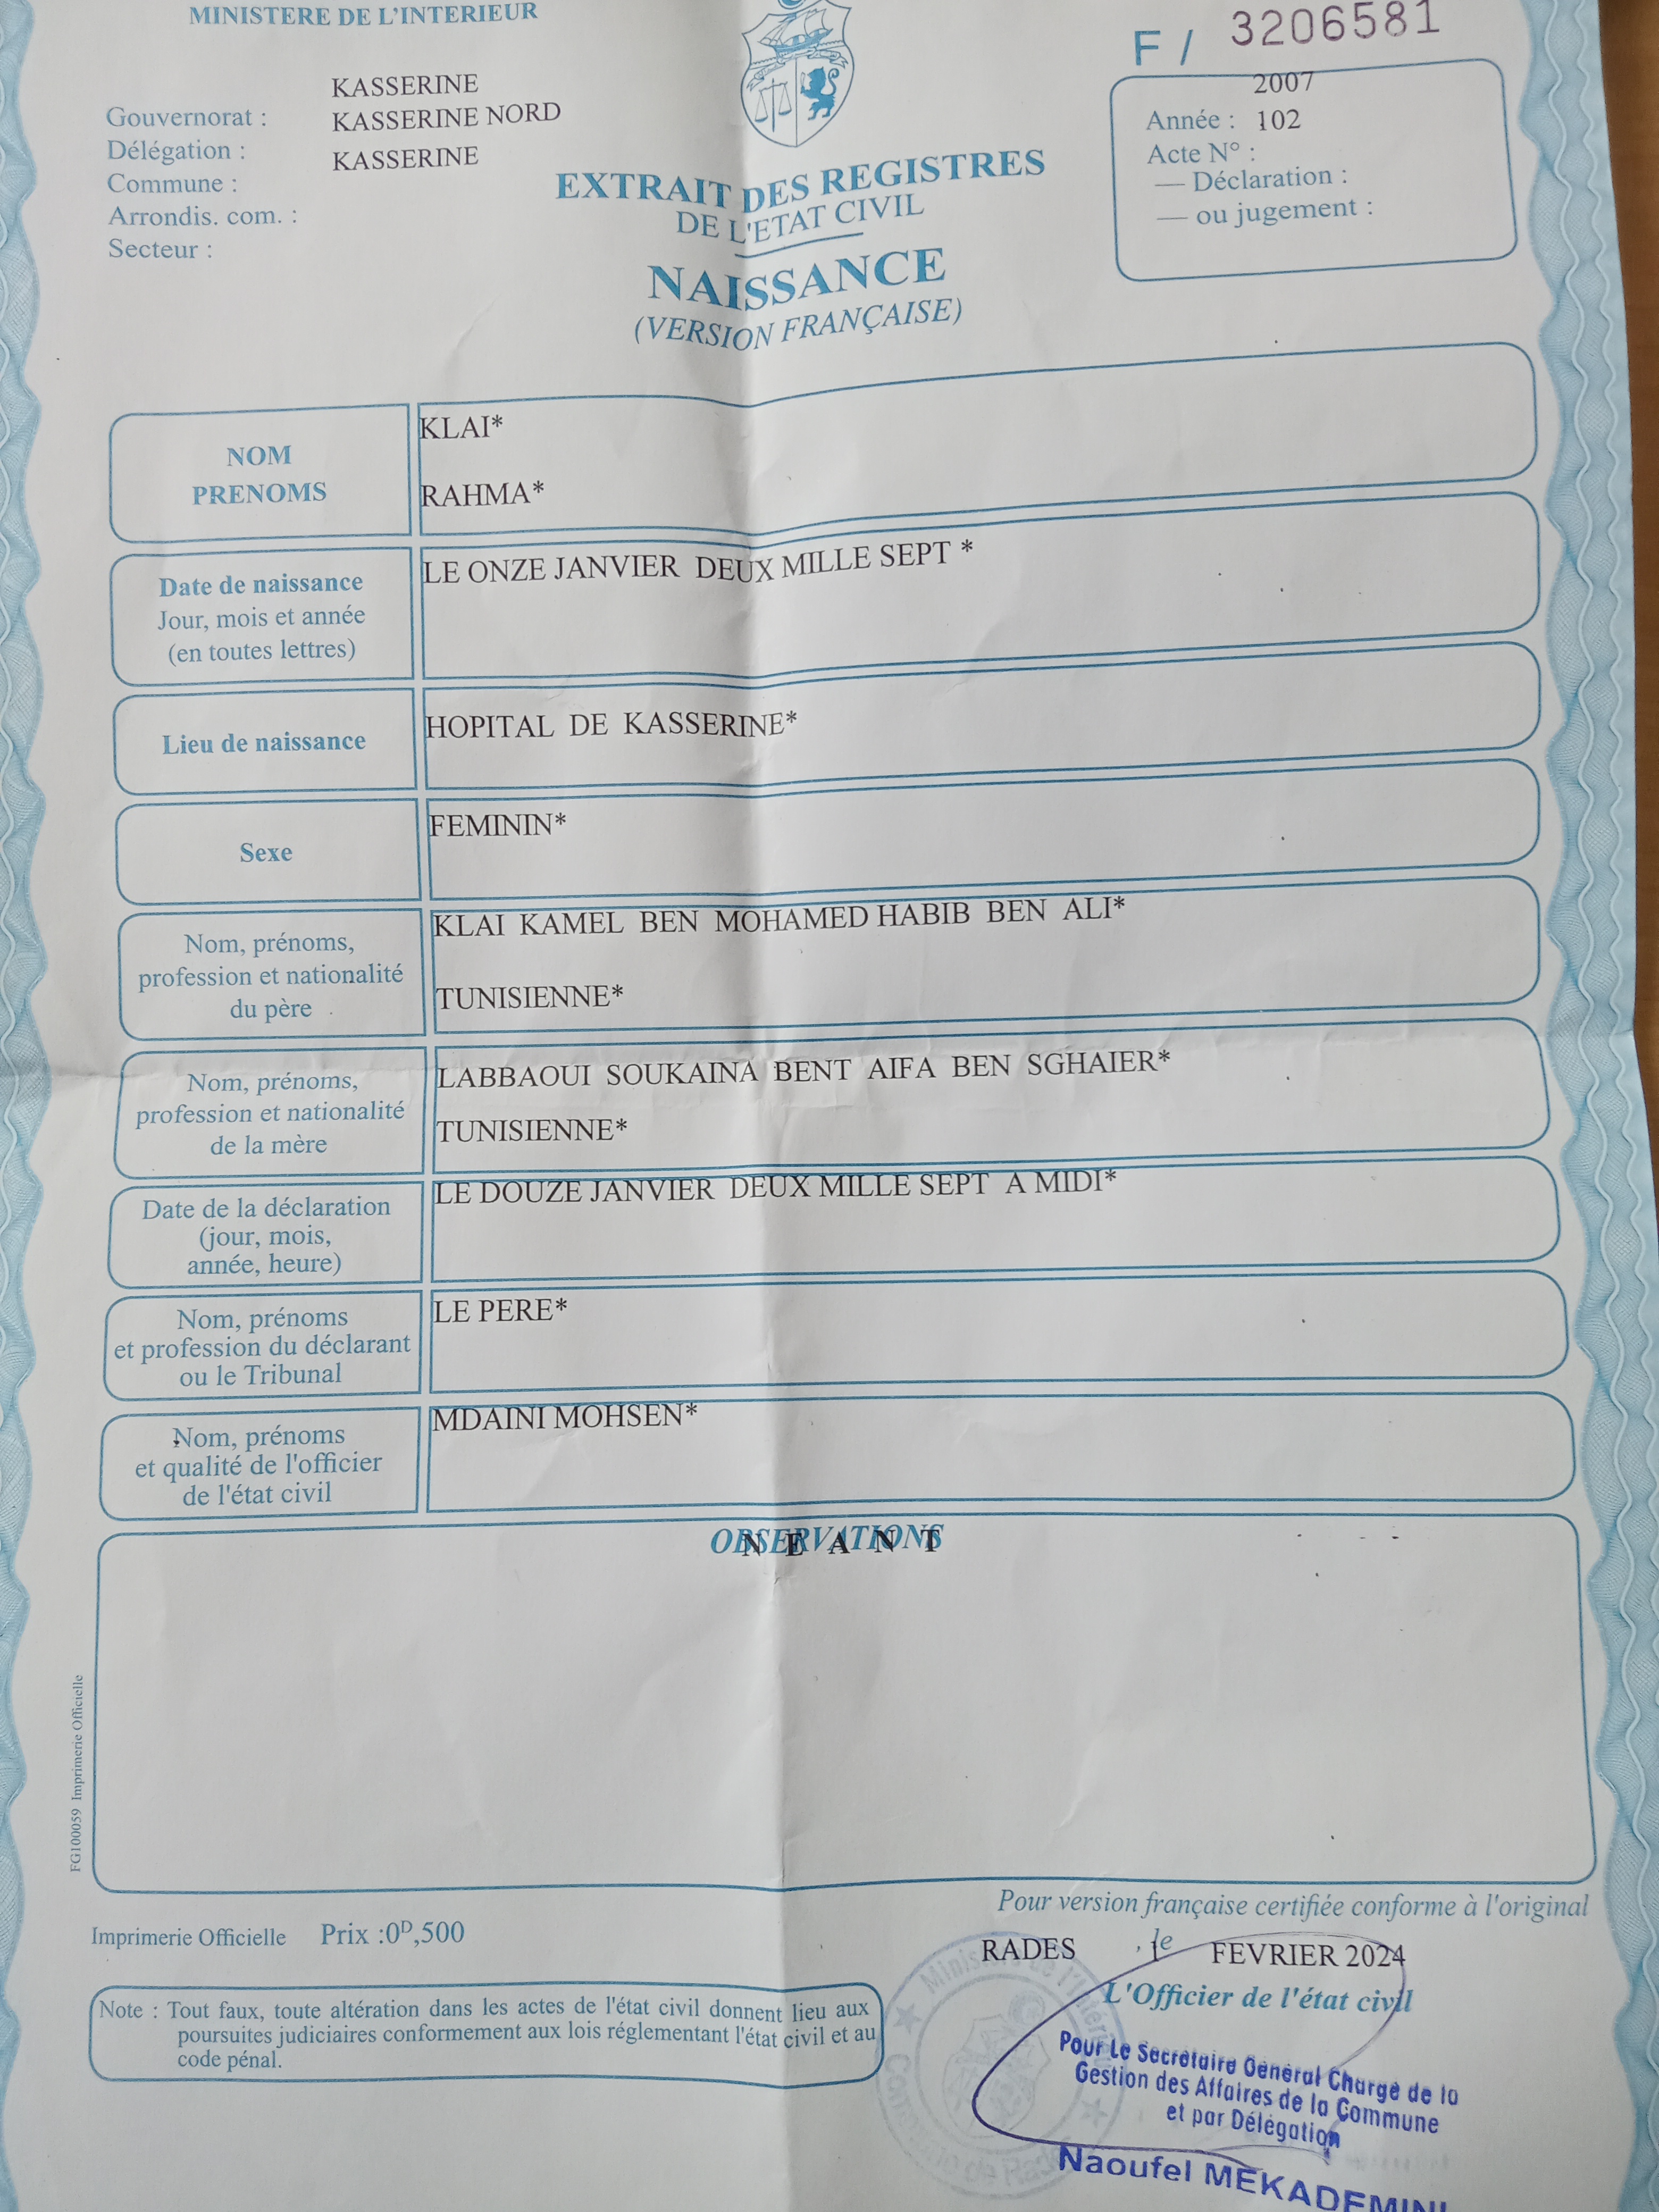 MINISTERE DE L'INTERIEUR
F / 3206581
KASSERINE
Gouvernorat : KASSERINE NORD
Délégation : KASSERINE
Commune :
Arrondis. com. :
Secteur :
2007
Année : 102
Acte N° :
— Déclaration :
— ou jugement :
EXTRAIT DES REGISTRES
DE L'ETAT CIVIL
NAISSANCE
(VERSION FRANÇAISE)
NOM
PRENOMS
KLAI*
RAHMA*
Date de naissance
Jour, mois et année
(en toutes lettres)
LE ONZE JANVIER DEUX MILLE SEPT *
Lieu de naissance
HOPITAL DE KASSERINE*
Sexe
FEMININ*
Nom, prénoms,
profession et nationalité
du père
KLAI KAMEL BEN MOHAMED HABIB BEN ALI*
TUNISIENNE*
Nom, prénoms,
profession et nationalité
de la mère
LABBAOUI SOUKAINA BENT AIFA BEN SGHAIER*
TUNISIENNE*
Date de la déclaration
(jour, mois,
année, heure)
LE DOUZE JANVIER DEUX MILLE SEPT A MIDI*
Nom, prénoms
et profession du déclarant
ou le Tribunal
LE PERE*
Nom, prénoms
et qualité de l'officier
de l'état civil
MDAINI MOHSEN*
OBSERVATIONS
N E A N T
FG100059 Imprimerie Officielle
Pour version française certifiée conforme à l'original
Imprimerie Officielle Prix :0D,500
RADES , le FEVRIER 2024
L'Officier de l'état civil
Note : Tout faux, toute altération dans les actes de l'état civil donnent lieu aux
poursuites judiciaires conformement aux lois réglementant l'état civil et au
code pénal.
Pour Le Secrétaire Général Chargé de la
Gestion des Affaires de la Commune
et par Délégation
Naoufel MEKADEMINI